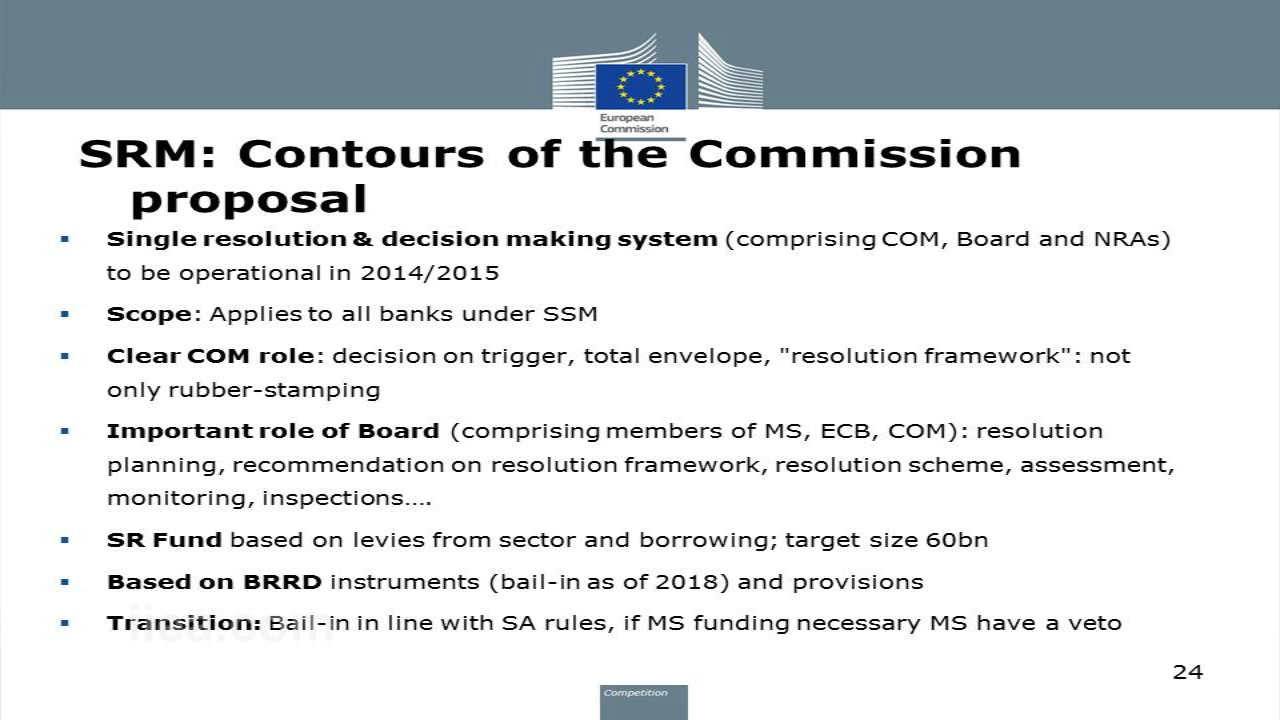 European
Commission
SRM: Contours of the Commission
proposal
▪ Single resolution & decision making system (comprising COM, Board and NRAs)
to be operational in 2014/2015
▪ Scope: Applies to all banks under SSM
▪ Clear COM role: decision on trigger, total envelope, "resolution framework": not
only rubber-stamping
▪ Important role of Board (comprising members of MS, ECB, COM): resolution
planning, recommendation on resolution framework, resolution scheme, assessment,
monitoring, inspections….
▪ SR Fund based on levies from sector and borrowing; target size 60bn
▪ Based on BRRD instruments (bail-in as of 2018) and provisions
▪ Transition: Bail-in in line with SA rules, if MS funding necessary MS have a veto
24
Competition